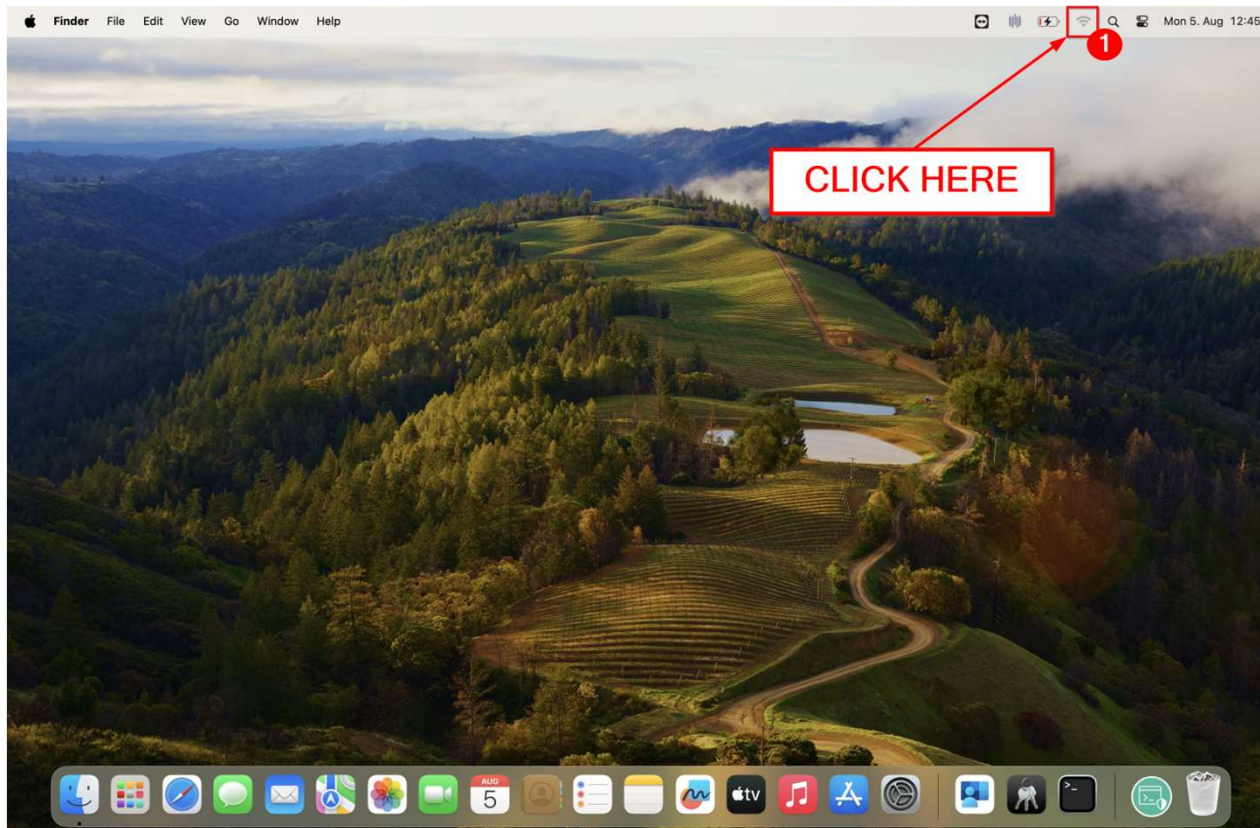 Finder File Edit View Go Window Help Mon 5. Aug 12:45
1
CLICK HERE
AUG
5
tv
>_
>_